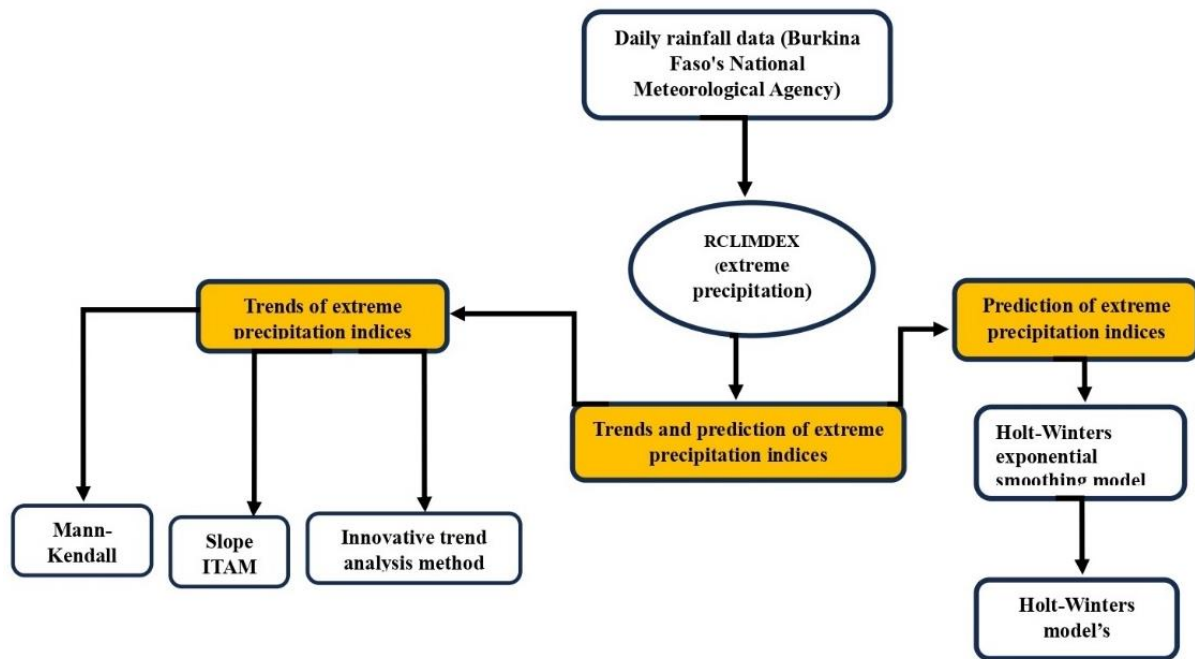 Daily rainfall data (Burkina
Faso's National
Meteorological Agency)
RCLIMDEX
(extreme
precipitation)
Trends of extreme
precipitation indices
Prediction of extreme
precipitation indices
Trends and prediction of extreme
precipitation indices
Holt-Winters
exponential
smoothing model
Mann-
Kendall
Slope
ITAM
Innovative trend
analysis method
Holt-Winters
model’s